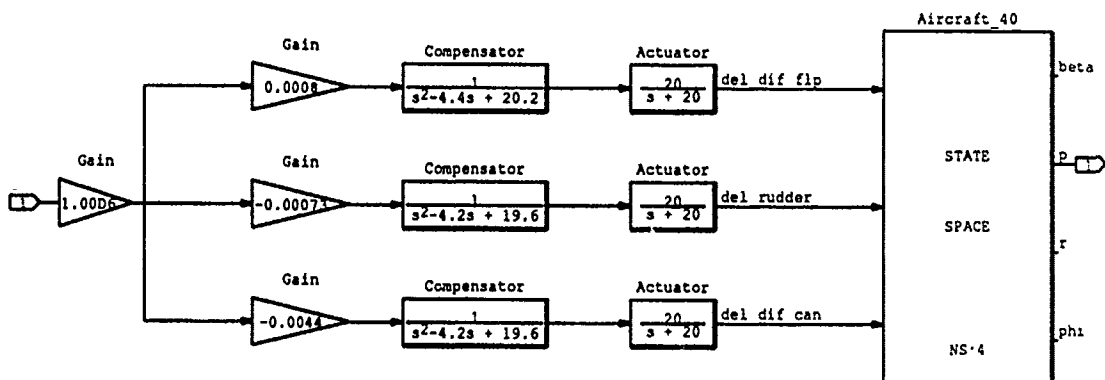 Aircraft_40
Gain
Compensator
Actuator
0.0008
1
s²-4.4s + 20.2
20
s + 20
del dif flp
beta
Gain
1
1.00D6
Gain
Compensator
Actuator
-0.00073
1
s²-4.2s + 19.6
20
s + 20
del rudder
STATE
SPACE
NS·4
p
1
r
phi
Gain
Compensator
Actuator
-0.0044
1
s²-4.2s + 19.6
20
s + 20
del dif can